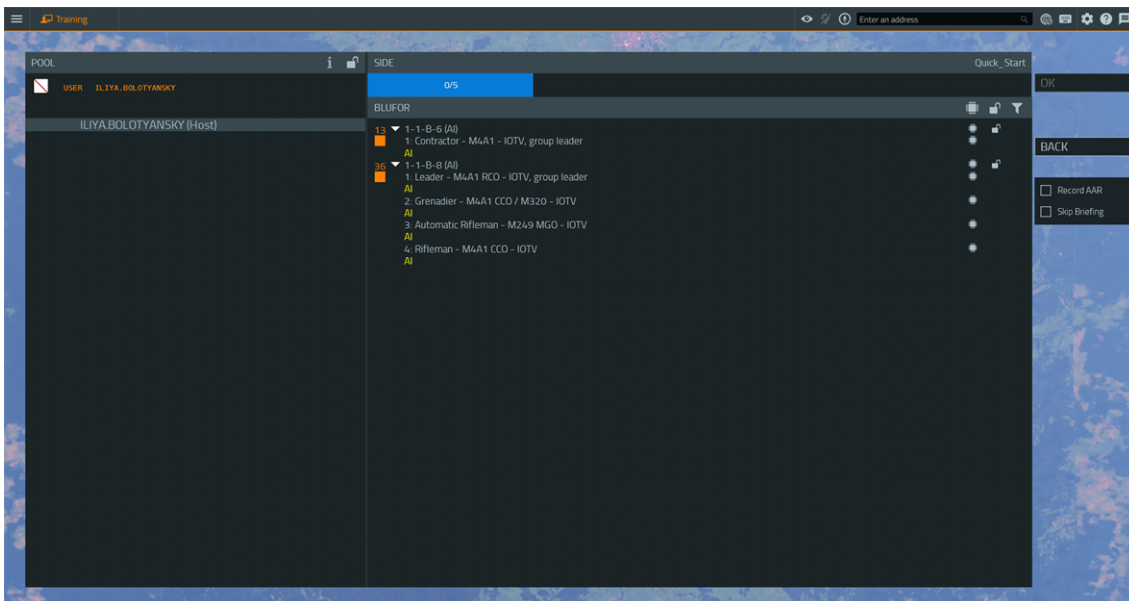 Training
Enter an address
POOL
USER ILIYA.BOLOTYANSKY
ILIYA.BOLOTYANSKY (Host)
SIDE Quick_Start
0/5
BLUFOR
13 1-1-B-6 (AI)
1: Contractor - M4A1 - IOTV, group leader
AI
36 1-1-B-8 (AI)
1: Leader - M4A1 RCO - IOTV, group leader
AI
2: Grenadier - M4A1 CCO / M320 - IOTV
AI
3: Automatic Rifleman - M249 MGO - IOTV
AI
4: Rifleman - M4A1 CCO - IOTV
AI
OK
BACK
Record AAR
Skip Briefing